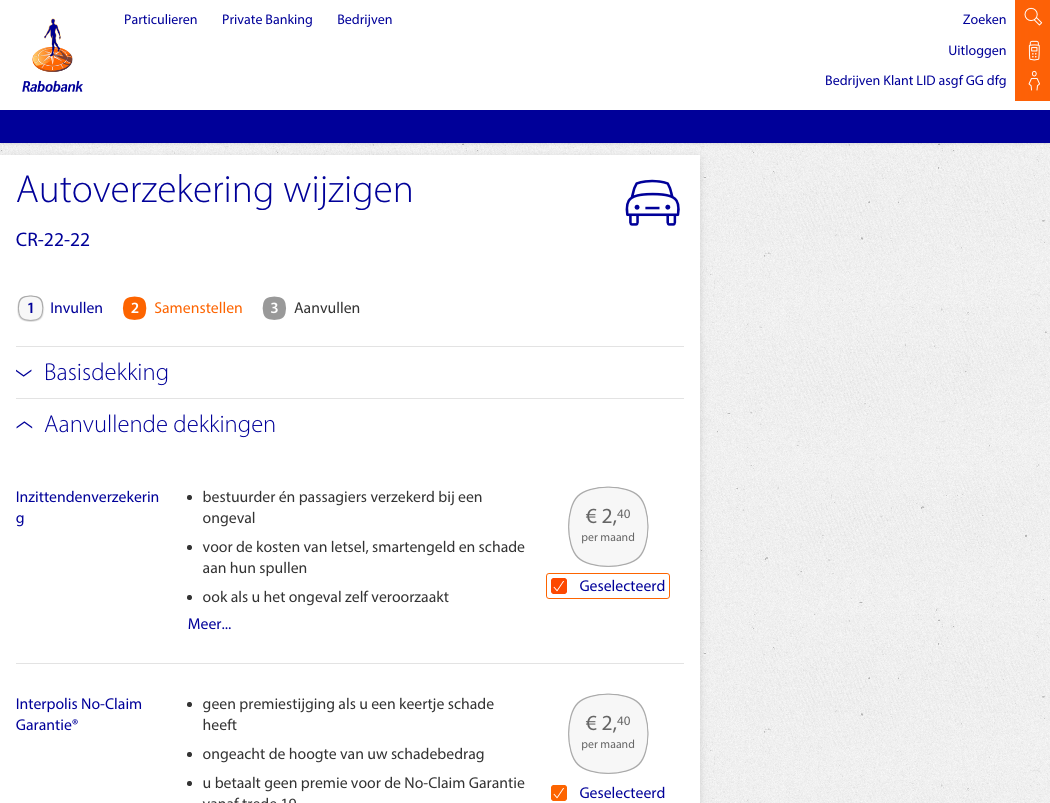 Particulieren Private Banking Bedrijven
Zoeken
Uitloggen
Bedrijven Klant LID asgf GG dfg
Rabobank
Autoverzekering wijzigen
CR-22-22
1 Invullen 2 Samenstellen 3 Aanvullen
Basisdekking
Aanvullende dekkingen
Inzittendenverzekerin
g
bestuurder én passagiers verzekerd bij een
ongeval
voor de kosten van letsel, smartengeld en schade
aan hun spullen
ook als u het ongeval zelf veroorzaakt
Meer...
€ 2,40
per maand
Geselecteerd
Interpolis No-Claim
Garantie®
geen premiestijging als u een keertje schade
heeft
ongeacht de hoogte van uw schadebedrag
u betaalt geen premie voor de No-Claim Garantie
vanaf trede 19
€ 2,40
per maand
Geselecteerd